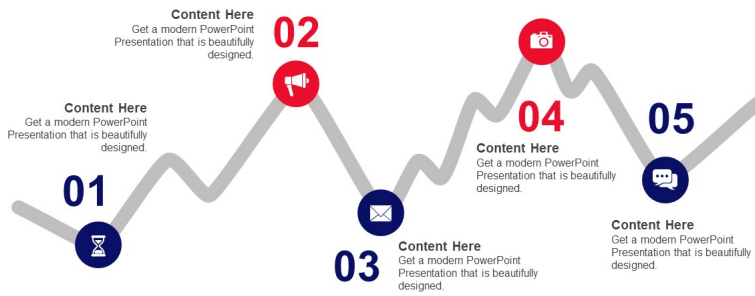 01
Content Here
Get a modern PowerPoint
Presentation that is beautifully
designed.
02
Content Here
Get a modern PowerPoint
Presentation that is beautifully
designed.
03
Content Here
Get a modern PowerPoint
Presentation that is beautifully
designed.
04
Content Here
Get a modern PowerPoint
Presentation that is beautifully
designed.
05
Content Here
Get a modern PowerPoint
Presentation that is beautifully
designed.